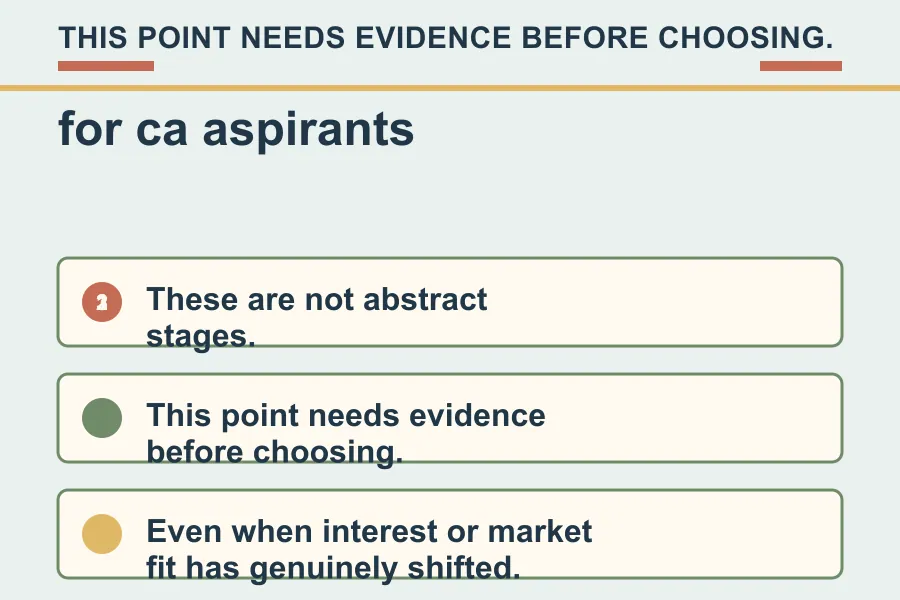 THIS POINT NEEDS EVIDENCE BEFORE CHOOSING.
for ca aspirants
These are not abstract
stages.
This point needs evidence
before choosing.
Even when interest or market
fit has genuinely shifted.